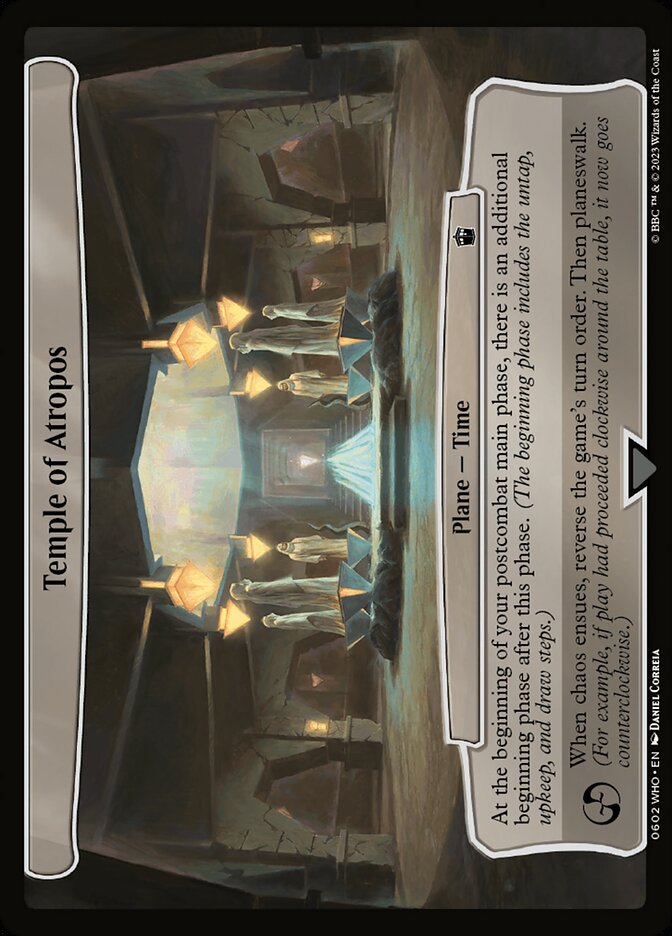 Temple of Atropos
Plane — Time
At the beginning of your postcombat main phase, there is an additional
beginning phase after this phase. (The beginning phase includes the untap,
upkeep, and draw steps.)
When chaos ensues, reverse the game's turn order. Then planeswalk.
(For example, if play had proceeded clockwise around the table, it now goes
counterclockwise.)
0602 WHO • EN Daniel Correia
© BBC ™ & © 2023 Wizards of the Coast